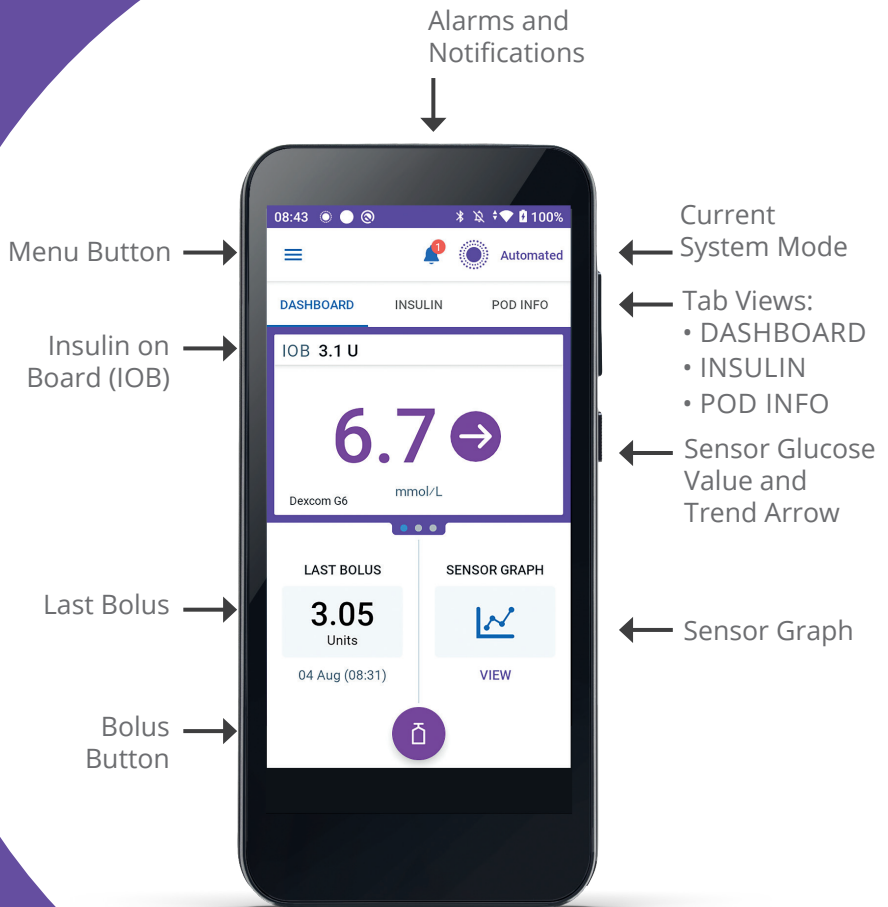 Alarms and
Notifications
08:43
100%
Menu Button
1
Automated
Current
System Mode
DASHBOARD INSULIN POD INFO
Tab Views:
• DASHBOARD
• INSULIN
• POD INFO
Insulin on
Board (IOB)
IOB 3.1 U
6.7
mmol/L
Dexcom G6
Sensor Glucose
Value and
Trend Arrow
LAST BOLUS SENSOR GRAPH
Last Bolus
3.05
Units
04 Aug (08:31) VIEW
Sensor Graph
Bolus
Button